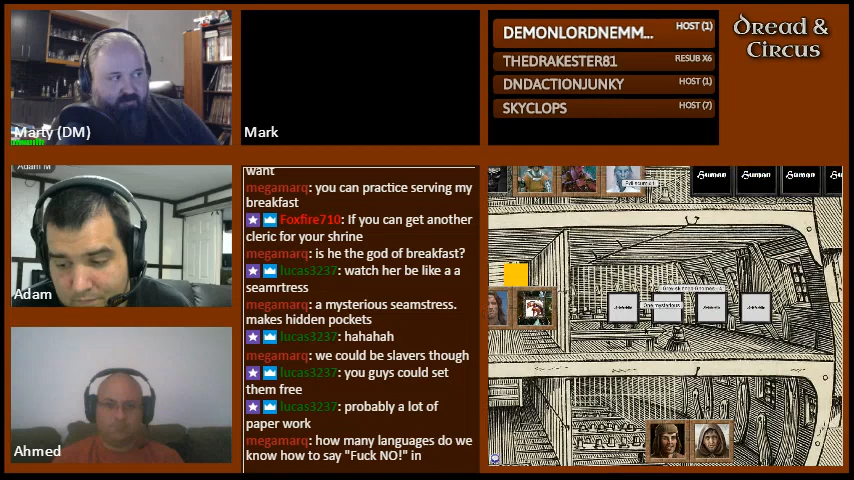 Marty (DM)
Mark
DEMONLORDNEMM...
HOST (1)
THEDRAKESTER81
RESUB X6
DNDACTIONJUNKY
HOST (1)
SKYCLOPS
HOST (7)
Dread &
Circus
Adam M
Adam
Ahmed
want
megamarq: you can practice serving my
breakfast
Foxfire710: If you can get another
cleric for your shrine
megamarq: is he the god of breakfast?
lucas3237: watch her be like a a
seamrtress
megamarq: a mysterious seamstress.
makes hidden pockets
lucas3237: hahahah
megamarq: we could be slavers though
lucas3237: you guys could set
them free
lucas3237: probably a lot of
paper work
megamarq: how many languages do we
know how to say "Fuck NO!" in
Human
Human
Human
Human
One mysterious